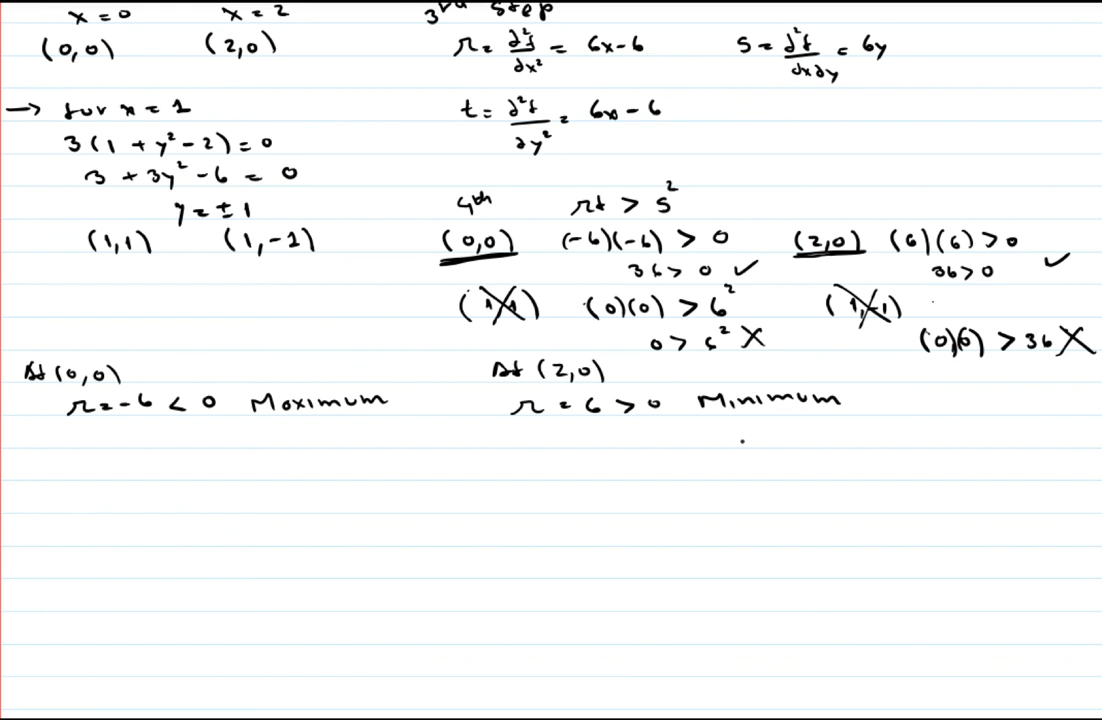 x = 0 x = 2 3rd step
(0,0) (2,0) r = ∂²f/∂x² = 6x-6 s = ∂²f/∂x∂y = 6y
→ for x = 1 t = ∂²f/∂y² = 6x - 6
3(1 + y² - 2) = 0
3 + 3y² - 6 = 0
y = ± 1 4th rt > s²
(1,1) (1,-1) (0,0) (-6)(-6) > 0 (2,0) (6)(6) > 0
36 > 0 ✓ 36 > 0 ✓
(1,1) (0)(0) > 6² (1,-1)
0 > 6² X (0)(0) > 36 X
At (0,0) At (2,0)
r = -6 < 0 Maximum r = 6 > 0 Minimum